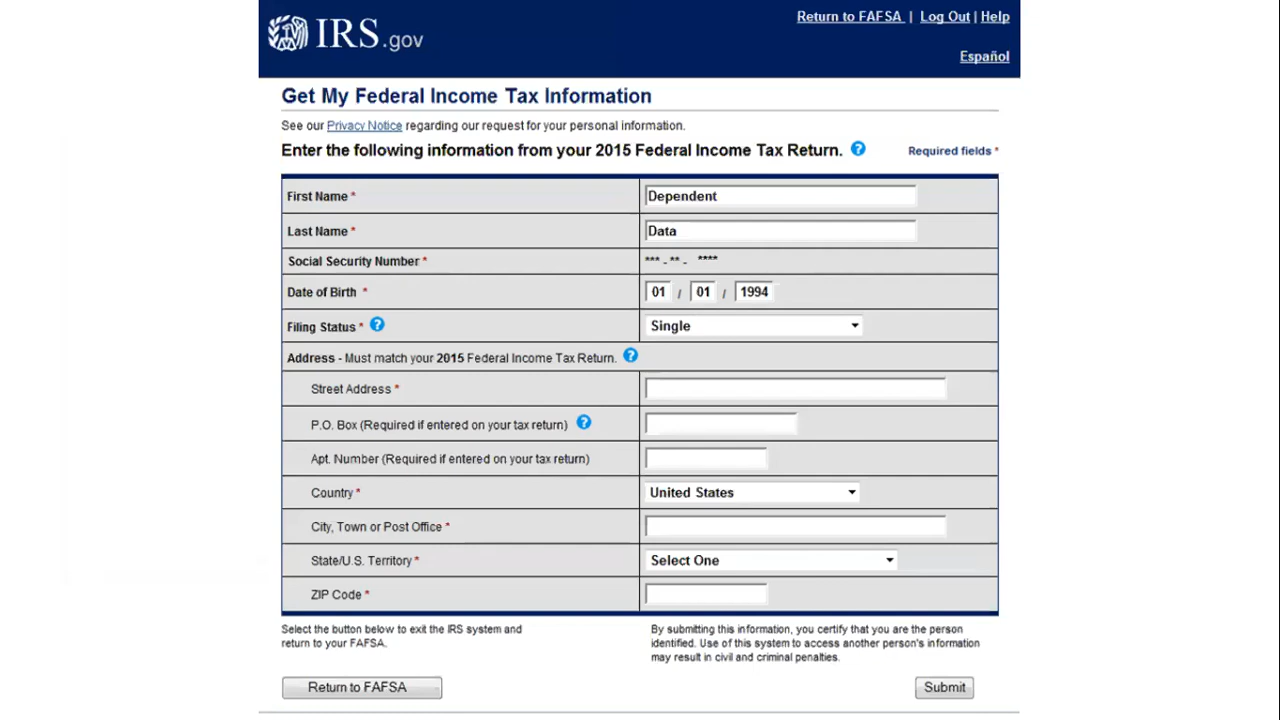 Return to FAFSA | Log Out | Help
IRS.gov
Español
Get My Federal Income Tax Information
See our Privacy Notice regarding our request for your personal information.
Enter the following information from your 2015 Federal Income Tax Return. ? Required fields *
First Name * Dependent
Last Name * Data
Social Security Number * *** - ** - ****
Date of Birth * 01 / 01 / 1994
Filing Status * ? Single
Address - Must match your 2015 Federal Income Tax Return. ?
Street Address *
P.O. Box (Required if entered on your tax return) ?
Apt. Number (Required if entered on your tax return)
Country * United States
City, Town or Post Office *
State/U.S. Territory * Select One
ZIP Code *
Select the button below to exit the IRS system and
return to your FAFSA.
By submitting this information, you certify that you are the person
identified. Use of this system to access another person's information
may result in civil and criminal penalties.
Return to FAFSA Submit